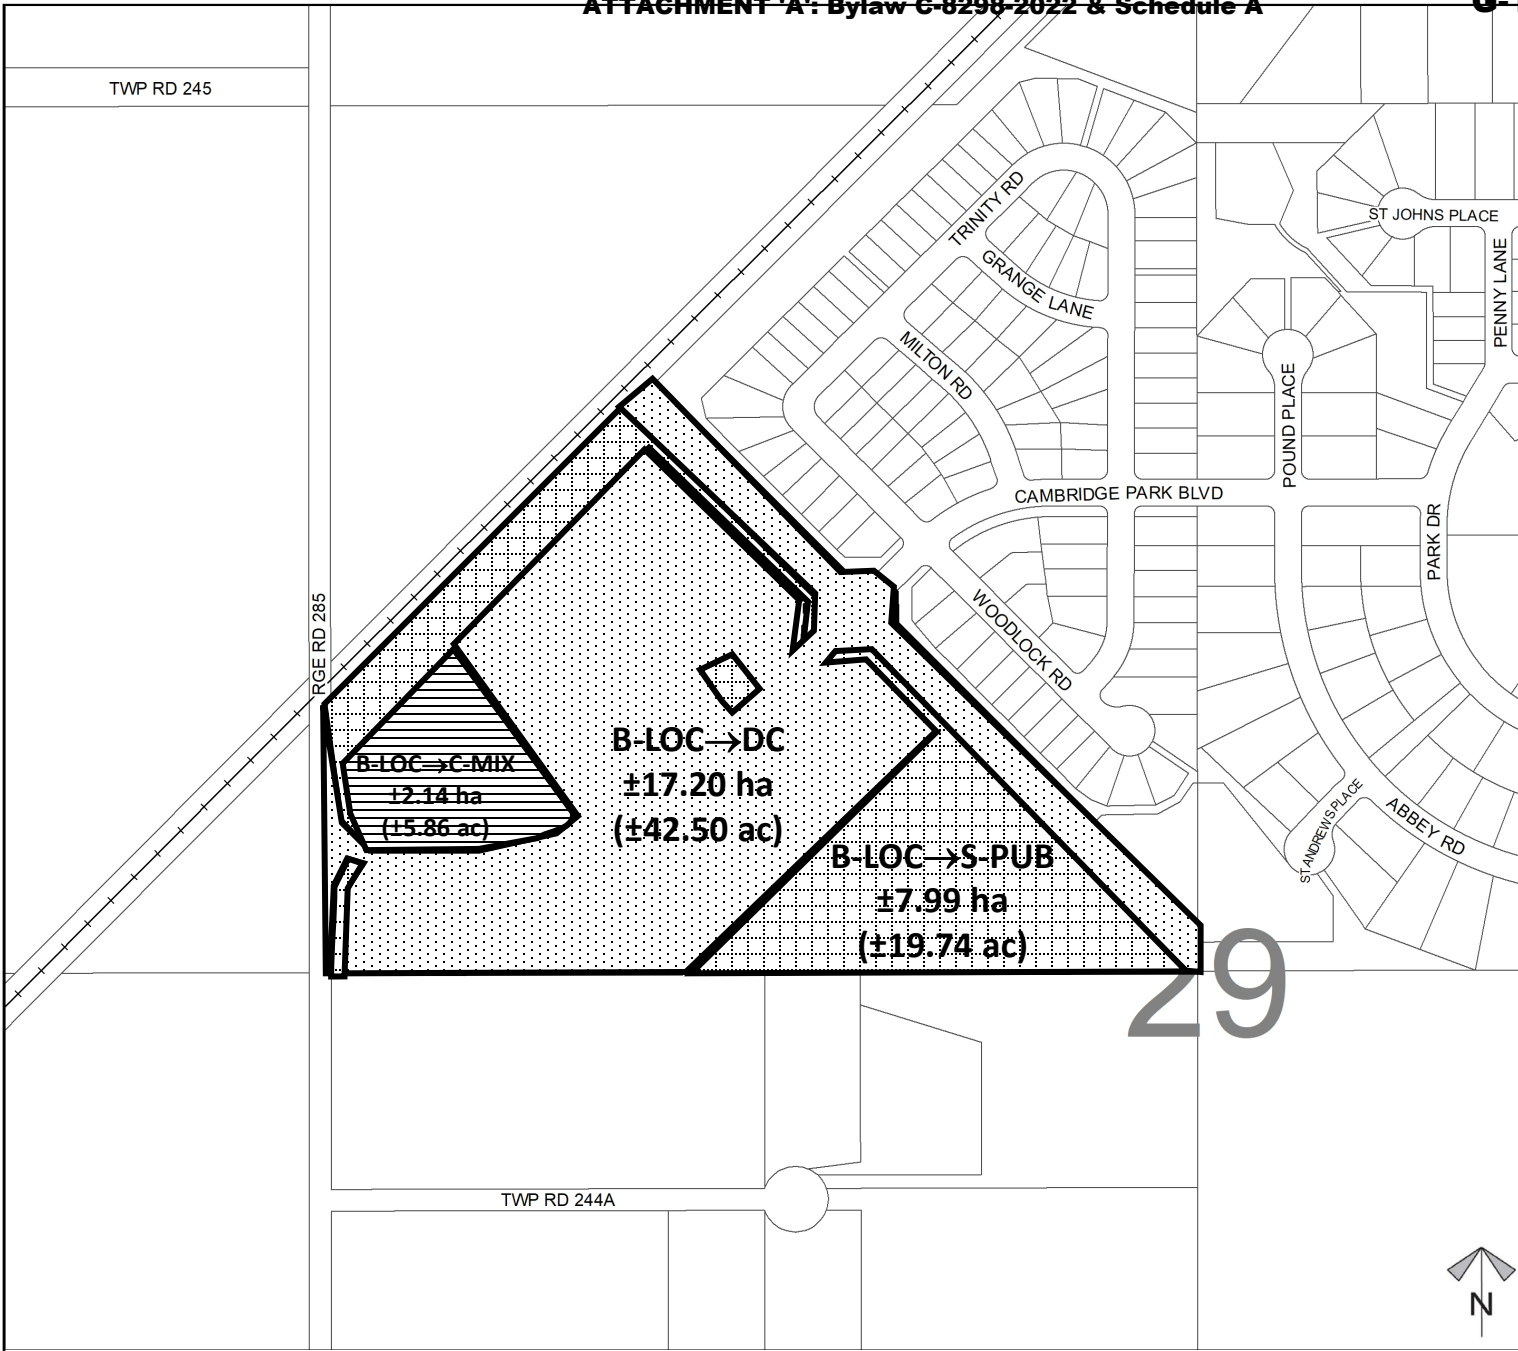 ATTACHMENT 'A': Bylaw C-8298-2022 & Schedule A
TWP RD 245
TRINITY RD
GRANGE LANE
MILTON RD
ST JOHNS PLACE
PENNY LANE
POUND PLACE
CAMBRIDGE PARK BLVD
PARK DR
WOODLOCK RD
RGE RD 285
B-LOC→DC
±17.20 ha
(±42.50 ac)
B-LOC→C-MIX
±2.14 ha
(±5.86 ac)
B-LOC→S-PUB
±7.99 ha
(±19.74 ac)
ST ANDREWS PLACE
ABBEY RD
29
TWP RD 244A
N